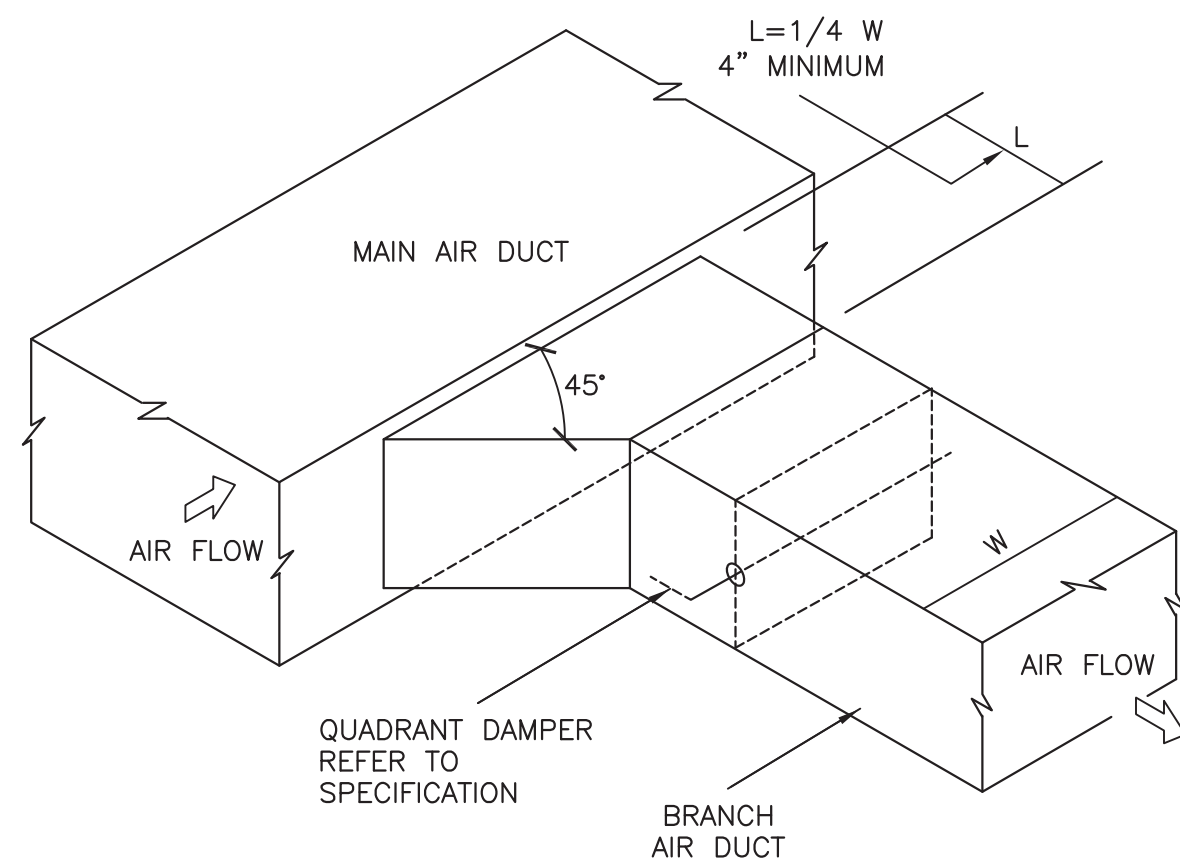 L=1/4 W
4” MINIMUM
L
MAIN AIR DUCT
45°
W
AIR FLOW
AIR FLOW
QUADRANT DAMPER
REFER TO
SPECIFICATION
BRANCH
AIR DUCT